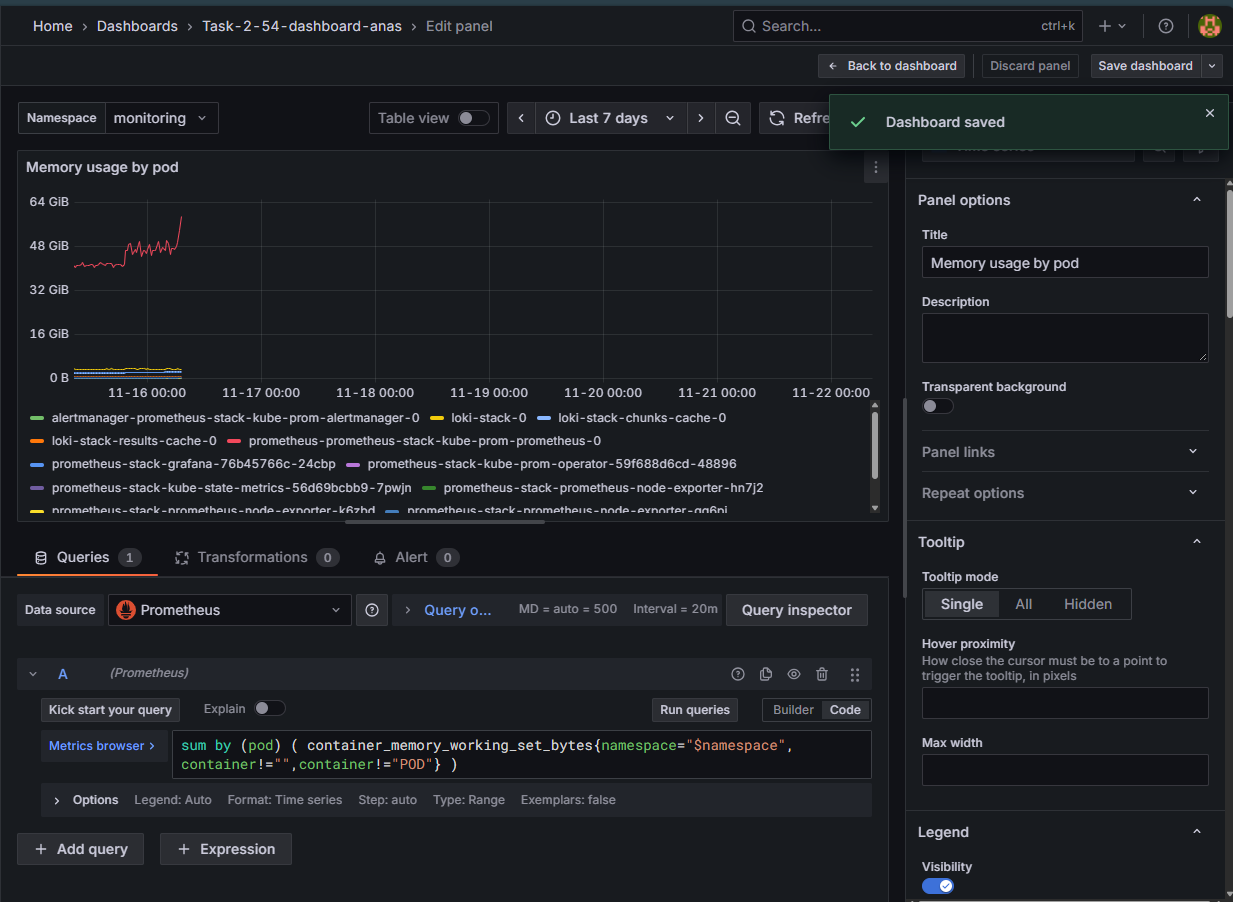 Home › Dashboards › Task-2-54-dashboard-anas › Edit panel
Search... ctrl+k
Back to dashboard Discard panel Save dashboard
Namespace monitoring Table view Last 7 days Refre
Dashboard saved
Memory usage by pod
64 GiB
48 GiB
32 GiB
16 GiB
0 B
11-16 00:00 11-17 00:00 11-18 00:00 11-19 00:00 11-20 00:00 11-21 00:00 11-22 00:00
alertmanager-prometheus-stack-kube-prom-alertmanager-0 loki-stack-0 loki-stack-chunks-cache-0
loki-stack-results-cache-0 prometheus-prometheus-stack-kube-prom-prometheus-0
prometheus-stack-grafana-76b45766c-24cbp prometheus-stack-kube-prom-operator-59f688d6cd-48896
prometheus-stack-kube-state-metrics-56d69bcbb9-7pwjn prometheus-stack-prometheus-node-exporter-hn7j2
prometheus-stack-prometheus-node-exporter-k6zbd
Queries 1 Transformations 0 Alert 0
Data source Prometheus Query o... MD = auto = 500 Interval = 20m Query inspector
A (Prometheus)
Kick start your query Explain Run queries Builder Code
Metrics browser ›
sum by (pod) ( container_memory_working_set_bytes{namespace="$namespace",
container!="",container!="POD"} )
Options Legend: Auto Format: Time series Step: auto Type: Range Exemplars: false
+ Add query + Expression
Panel options
Title
Memory usage by pod
Description
Transparent background
Panel links
Repeat options
Tooltip
Tooltip mode
Single All Hidden
Hover proximity
How close the cursor must be to a point to
trigger the tooltip, in pixels
Max width
Legend
Visibility